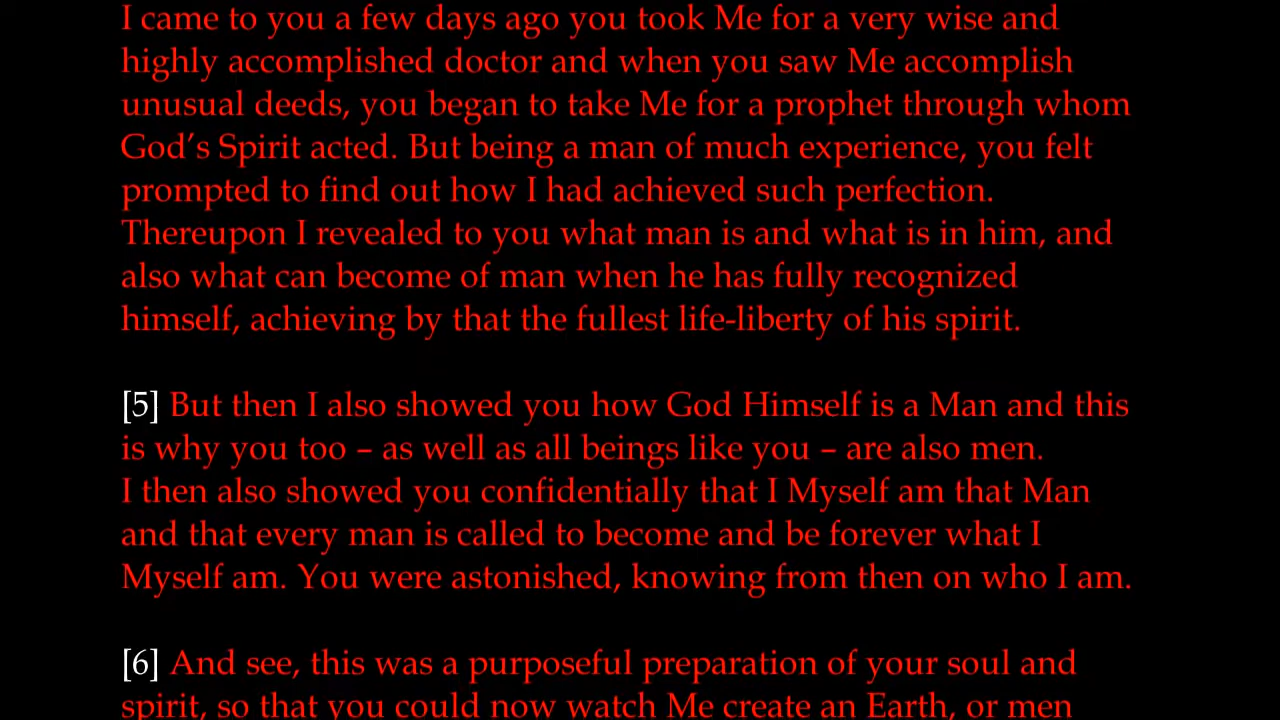 I came to you a few days ago you took Me for a very wise and
highly accomplished doctor and when you saw Me accomplish
unusual deeds, you began to take Me for a prophet through whom
God’s Spirit acted. But being a man of much experience, you felt
prompted to find out how I had achieved such perfection.
Thereupon I revealed to you what man is and what is in him, and
also what can become of man when he has fully recognized
himself, achieving by that the fullest life-liberty of his spirit.
[5] But then I also showed you how God Himself is a Man and this
is why you too – as well as all beings like you – are also men.
I then also showed you confidentially that I Myself am that Man
and that every man is called to become and be forever what I
Myself am. You were astonished, knowing from then on who I am.
[6] And see, this was a purposeful preparation of your soul and
spirit, so that you could now watch Me create an Earth, or men